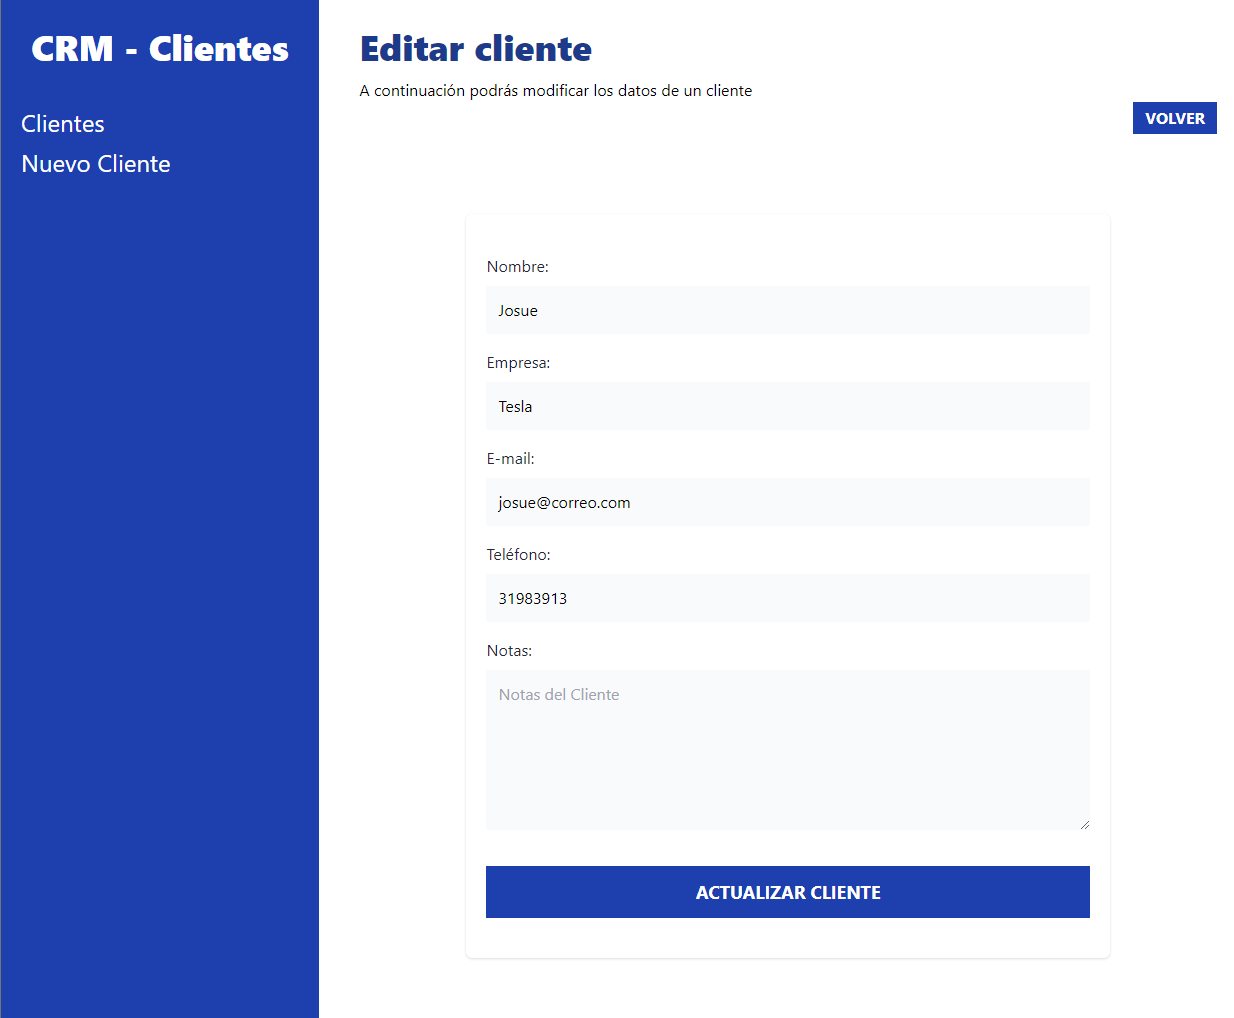 CRM - Clientes
Clientes
Nuevo Cliente
Editar cliente
A continuación podrás modificar los datos de un cliente
VOLVER
Nombre:
Josue
Empresa:
Tesla
E-mail:
josue@correo.com
Teléfono:
31983913
Notas:
Notas del Cliente
ACTUALIZAR CLIENTE